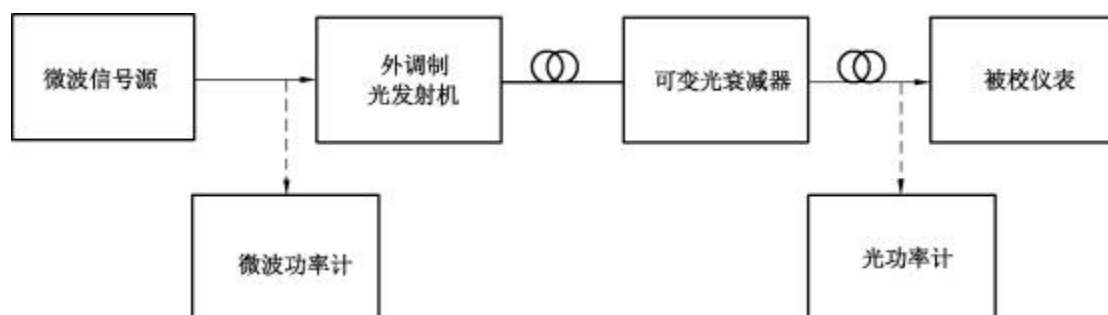 微波信号源
外调制
光发射机
可变光衰减器
被校仪表
微波功率计
光功率计